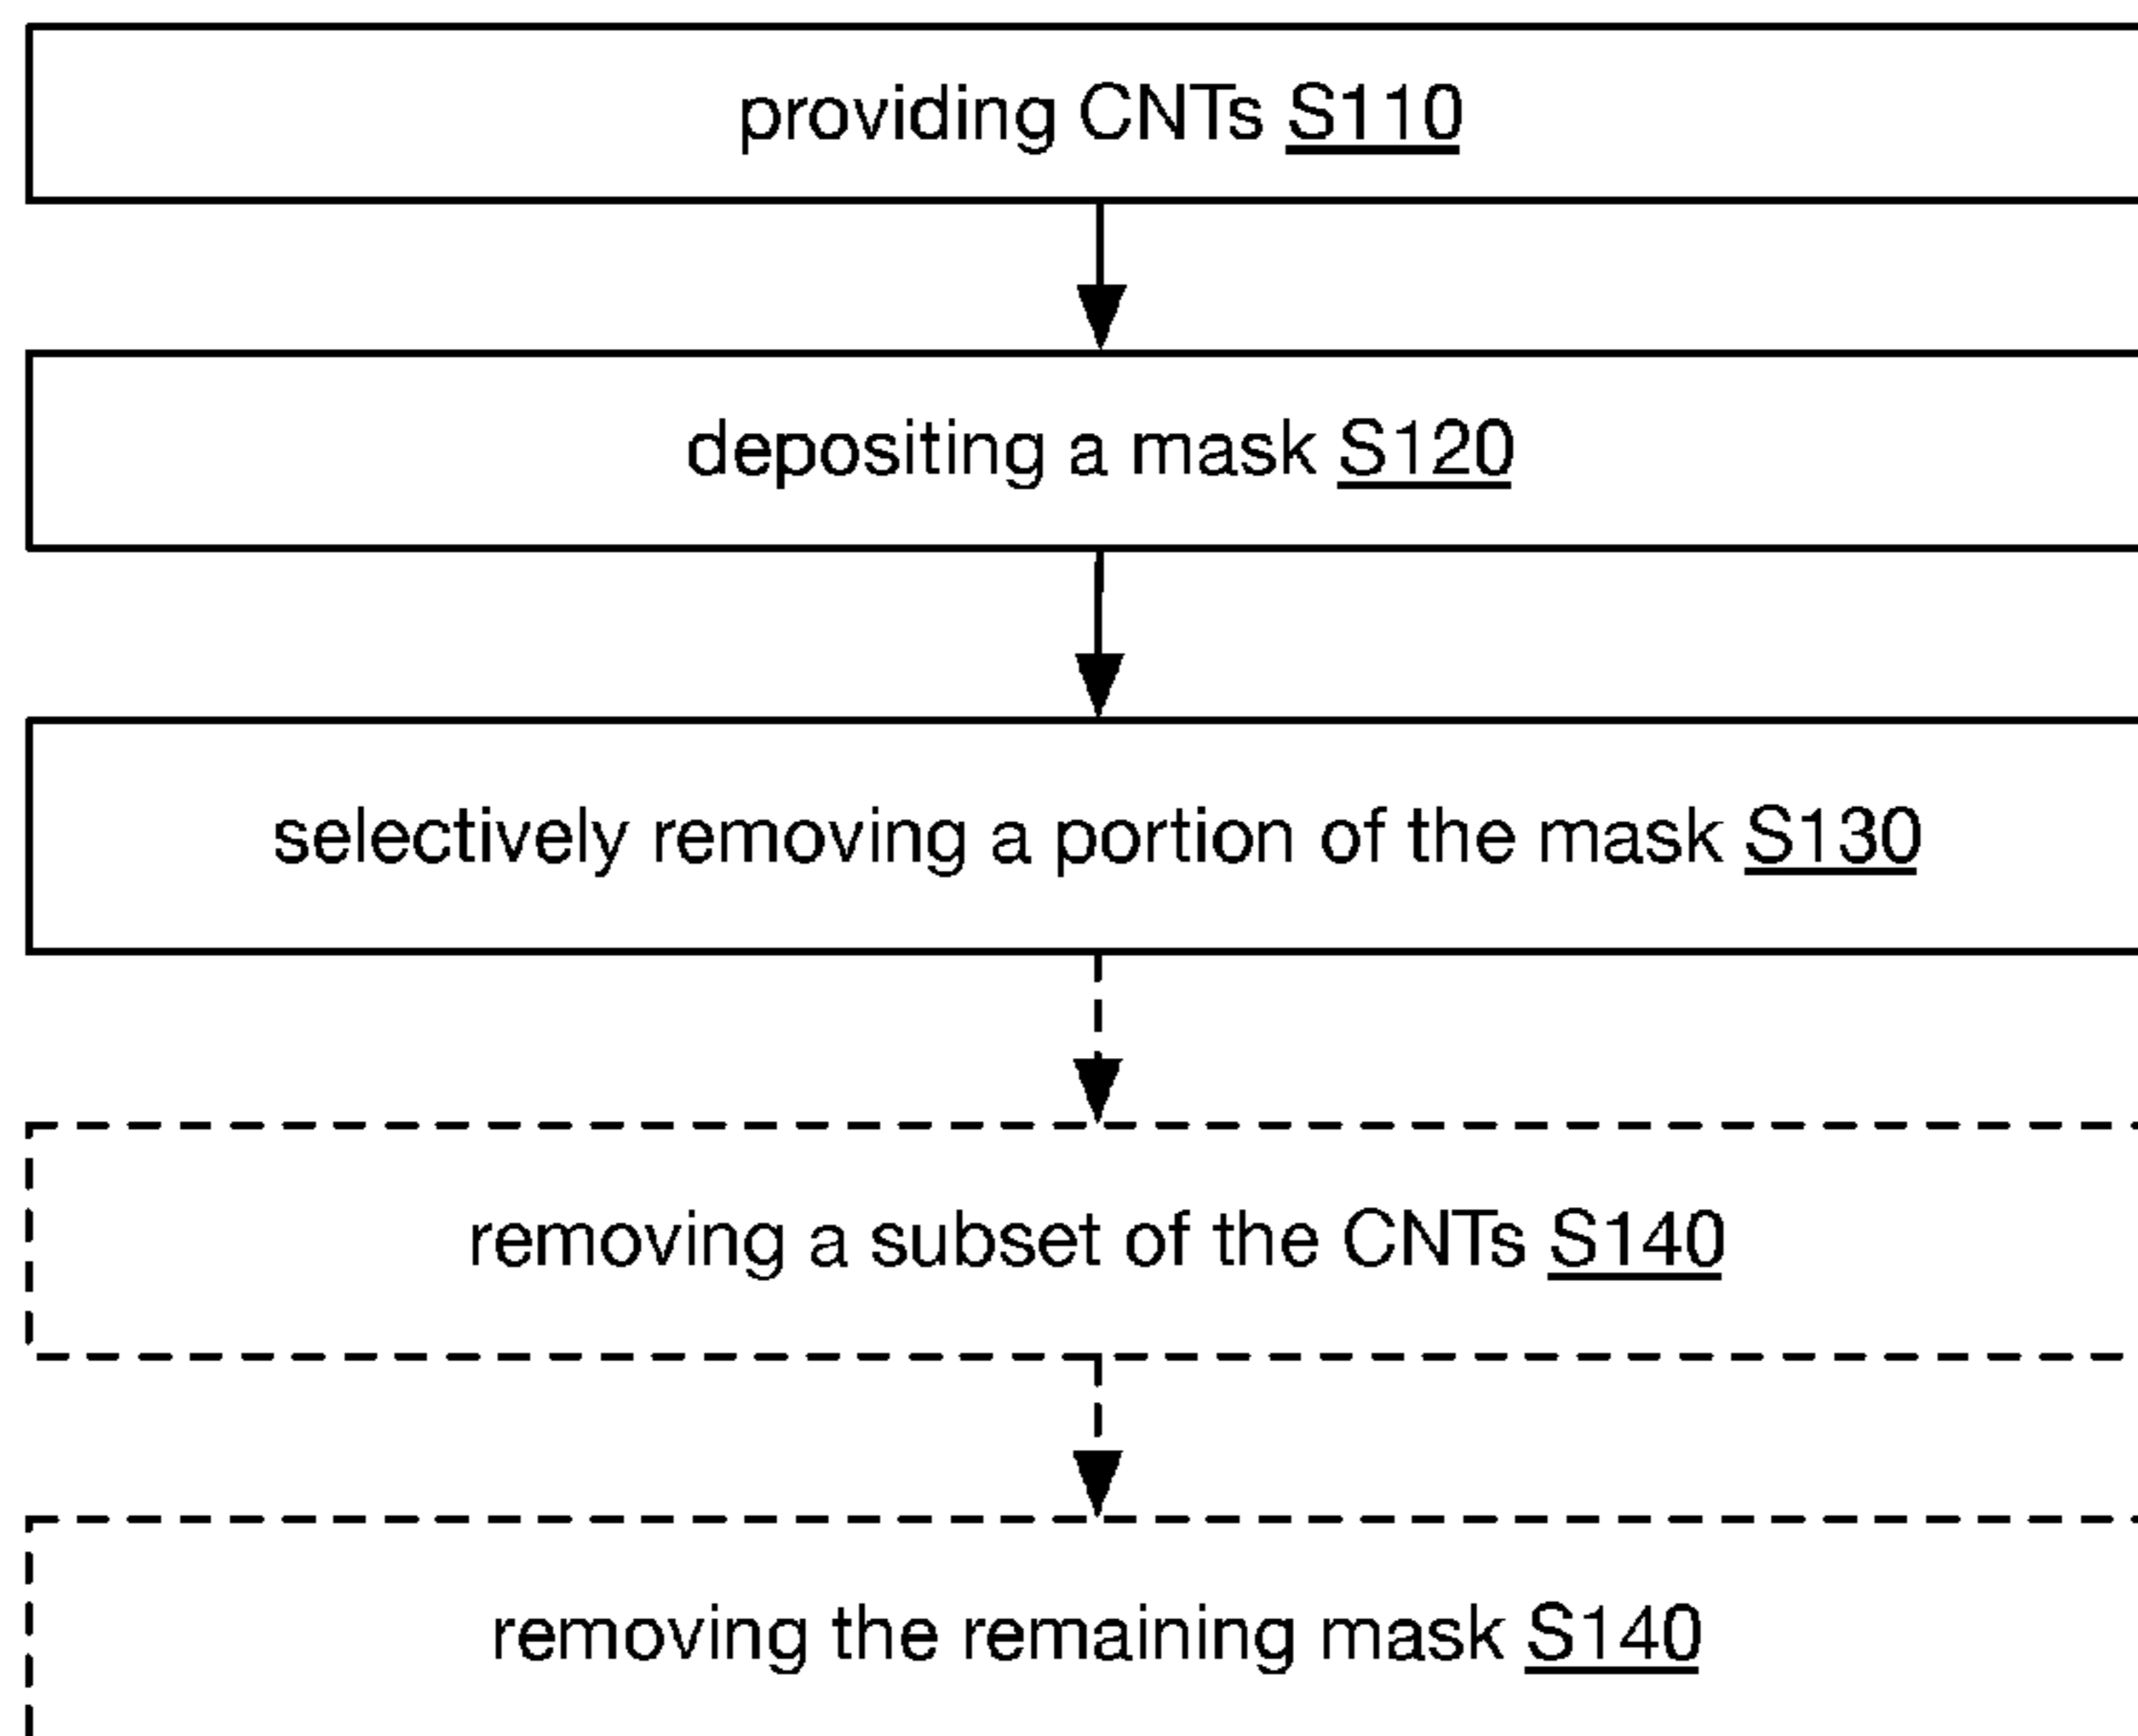 providing CNTs S110
depositing a mask S120
selectively removing a portion of the mask S130
removing a subset of the CNTs S140
removing the remaining mask S140